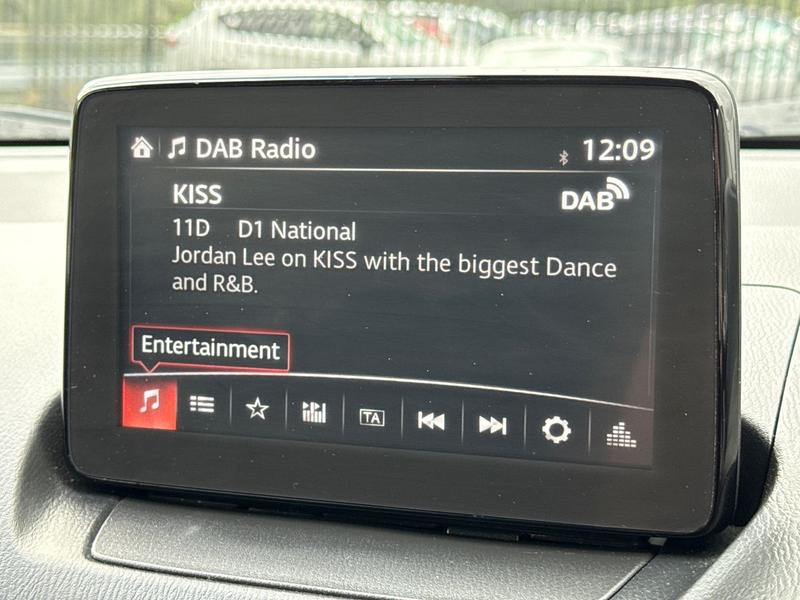 DAB Radio 12:09
KISS DAB
11D D1 National
Jordan Lee on KISS with the biggest Dance
and R&B.
Entertainment
TA